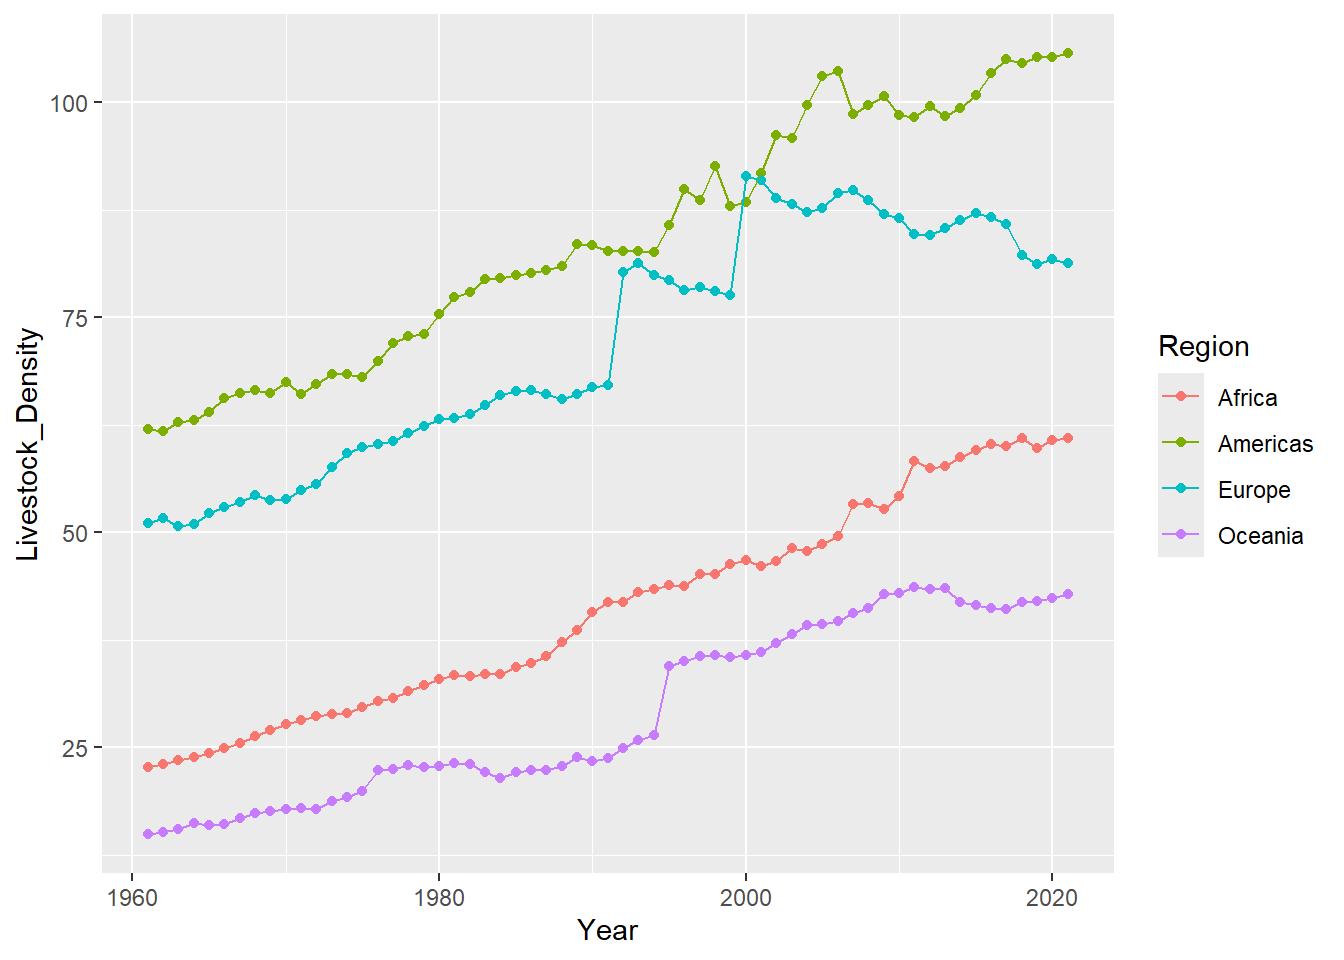 100
75
50
25
Livestock_Density
1960
1980
2000
2020
Year
Region
Africa
Americas
Europe
Oceania